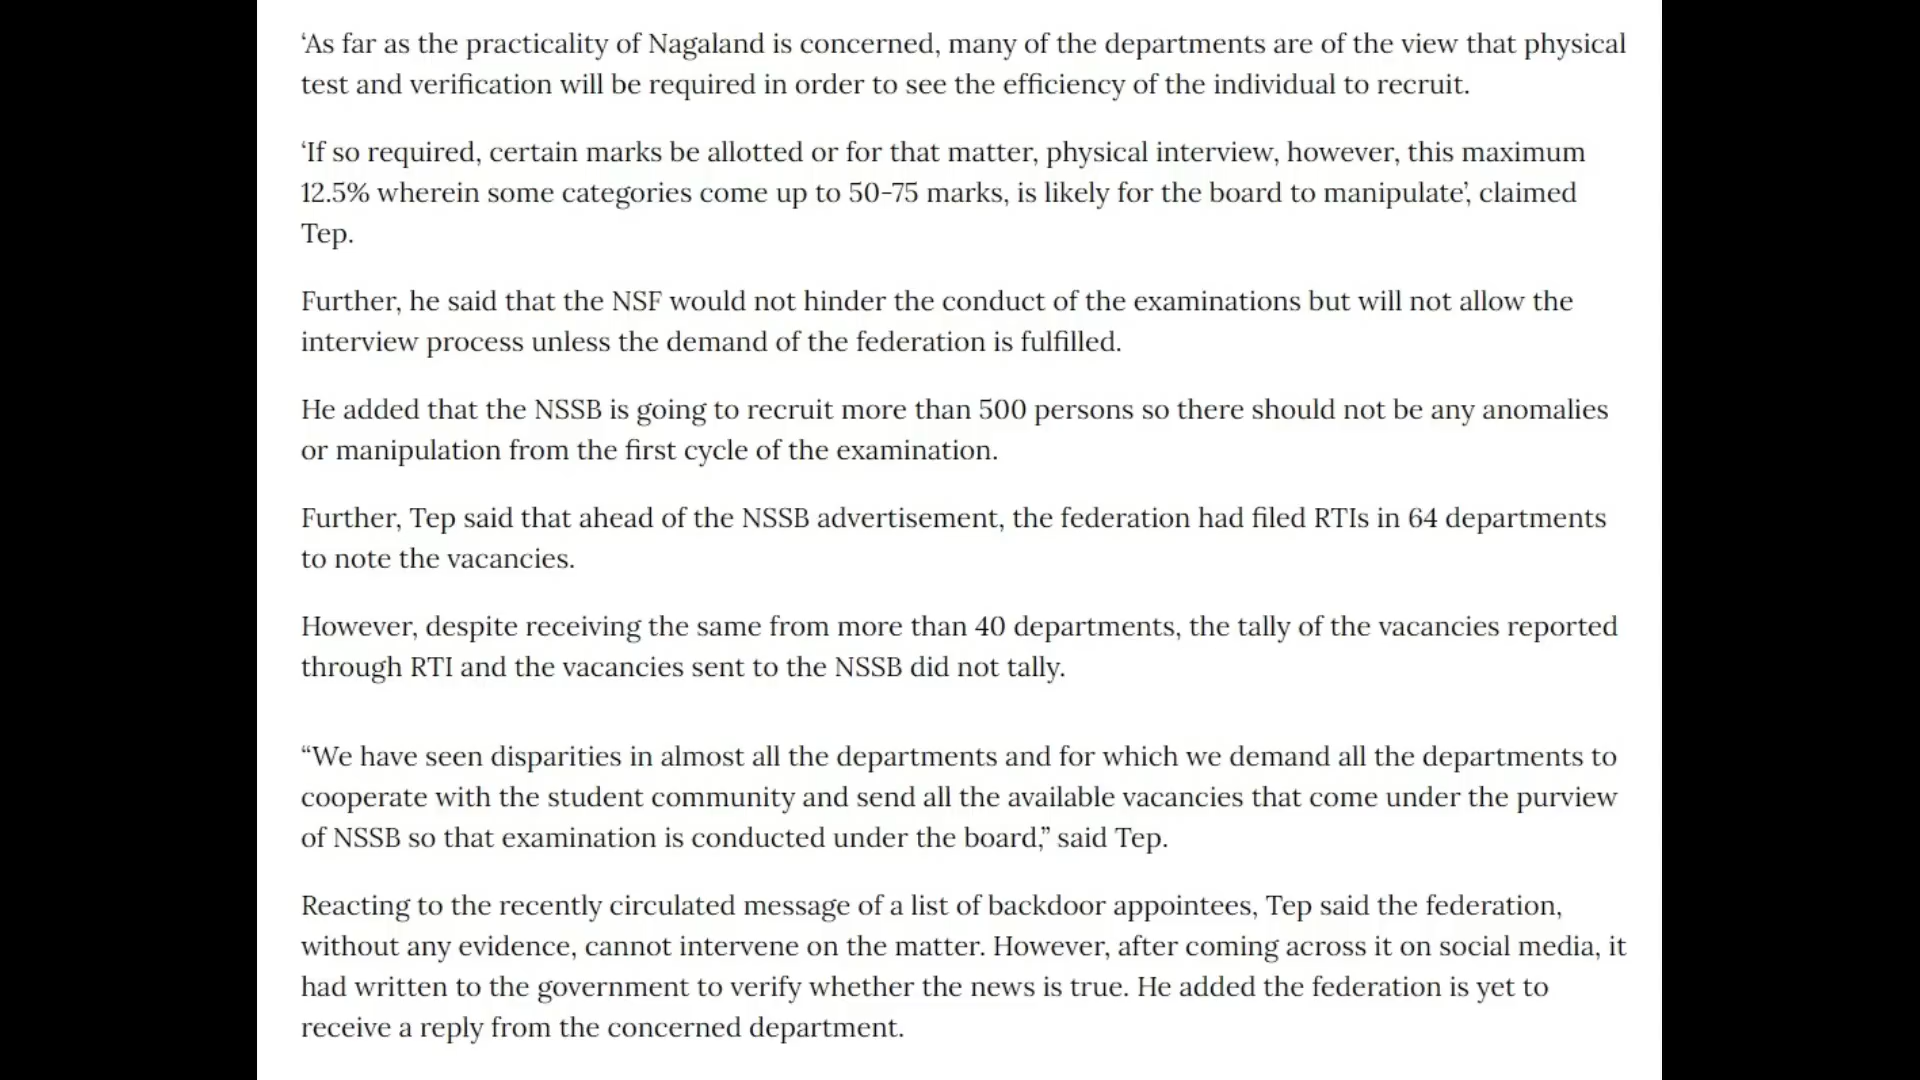 ‘As far as the practicality of Nagaland is concerned, many of the departments are of the view that physical
test and verification will be required in order to see the efficiency of the individual to recruit.
‘If so required, certain marks be allotted or for that matter, physical interview, however, this maximum
12.5% wherein some categories come up to 50-75 marks, is likely for the board to manipulate’, claimed
Tep.
Further, he said that the NSF would not hinder the conduct of the examinations but will not allow the
interview process unless the demand of the federation is fulfilled.
He added that the NSSB is going to recruit more than 500 persons so there should not be any anomalies
or manipulation from the first cycle of the examination.
Further, Tep said that ahead of the NSSB advertisement, the federation had filed RTIs in 64 departments
to note the vacancies.
However, despite receiving the same from more than 40 departments, the tally of the vacancies reported
through RTI and the vacancies sent to the NSSB did not tally.
“We have seen disparities in almost all the departments and for which we demand all the departments to
cooperate with the student community and send all the available vacancies that come under the purview
of NSSB so that examination is conducted under the board,” said Tep.
Reacting to the recently circulated message of a list of backdoor appointees, Tep said the federation,
without any evidence, cannot intervene on the matter. However, after coming across it on social media, it
had written to the government to verify whether the news is true. He added the federation is yet to
receive a reply from the concerned department.